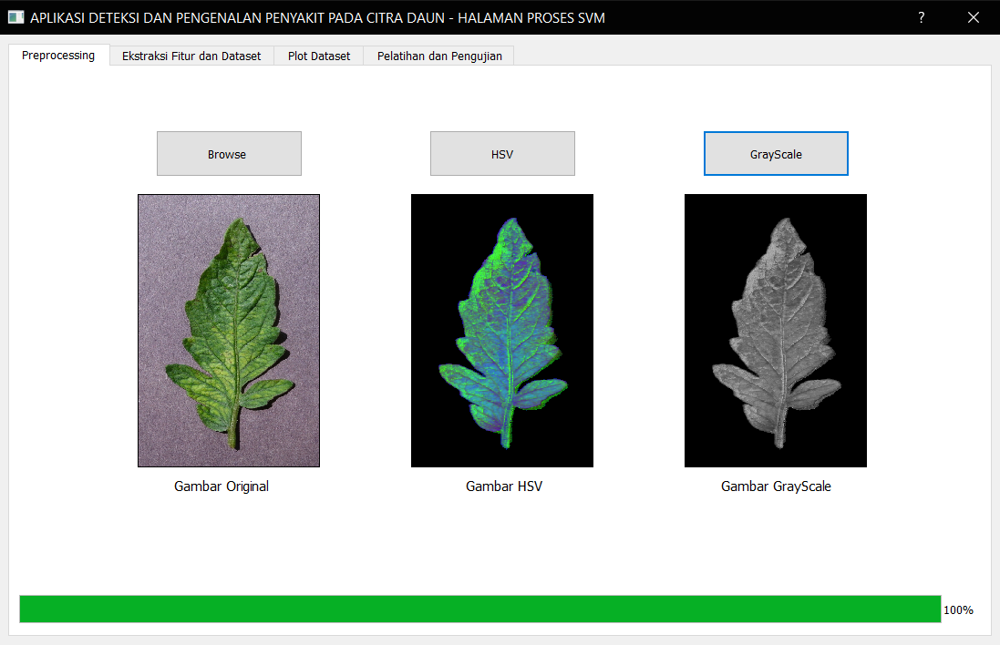 APLIKASI DETEKSI DAN PENGENALAN PENYAKIT PADA CITRA DAUN - HALAMAN PROSES SVM ?
Preprocessing Ekstraksi Fitur dan Dataset Plot Dataset Pelatihan dan Pengujian
Browse HSV GrayScale
Gambar Original Gambar HSV Gambar GrayScale
100%